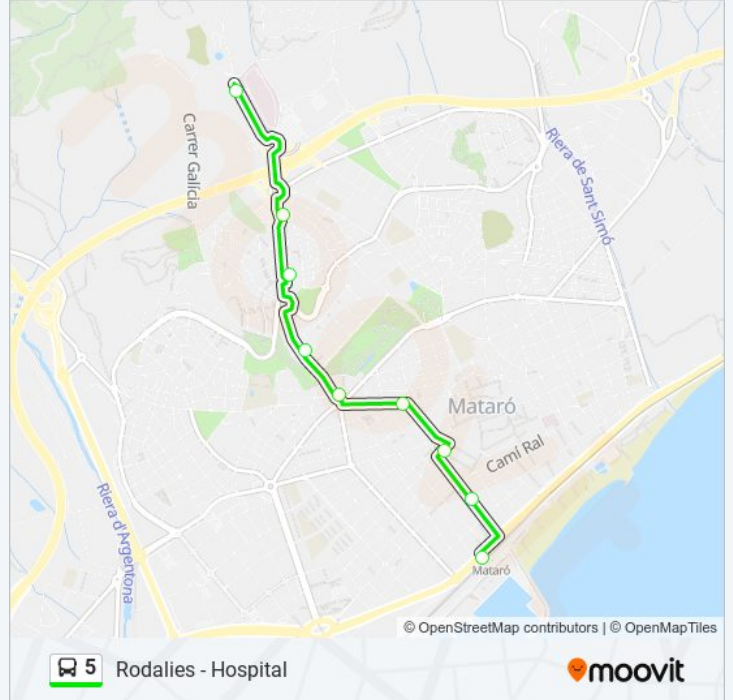 Carrer Galícia
Riera de Sant Simó
Mataró
Camí Ral
Riera d'Argentona
Mataró
© OpenStreetMap contributors | © OpenMapTiles
5 Rodalies - Hospital
moovit